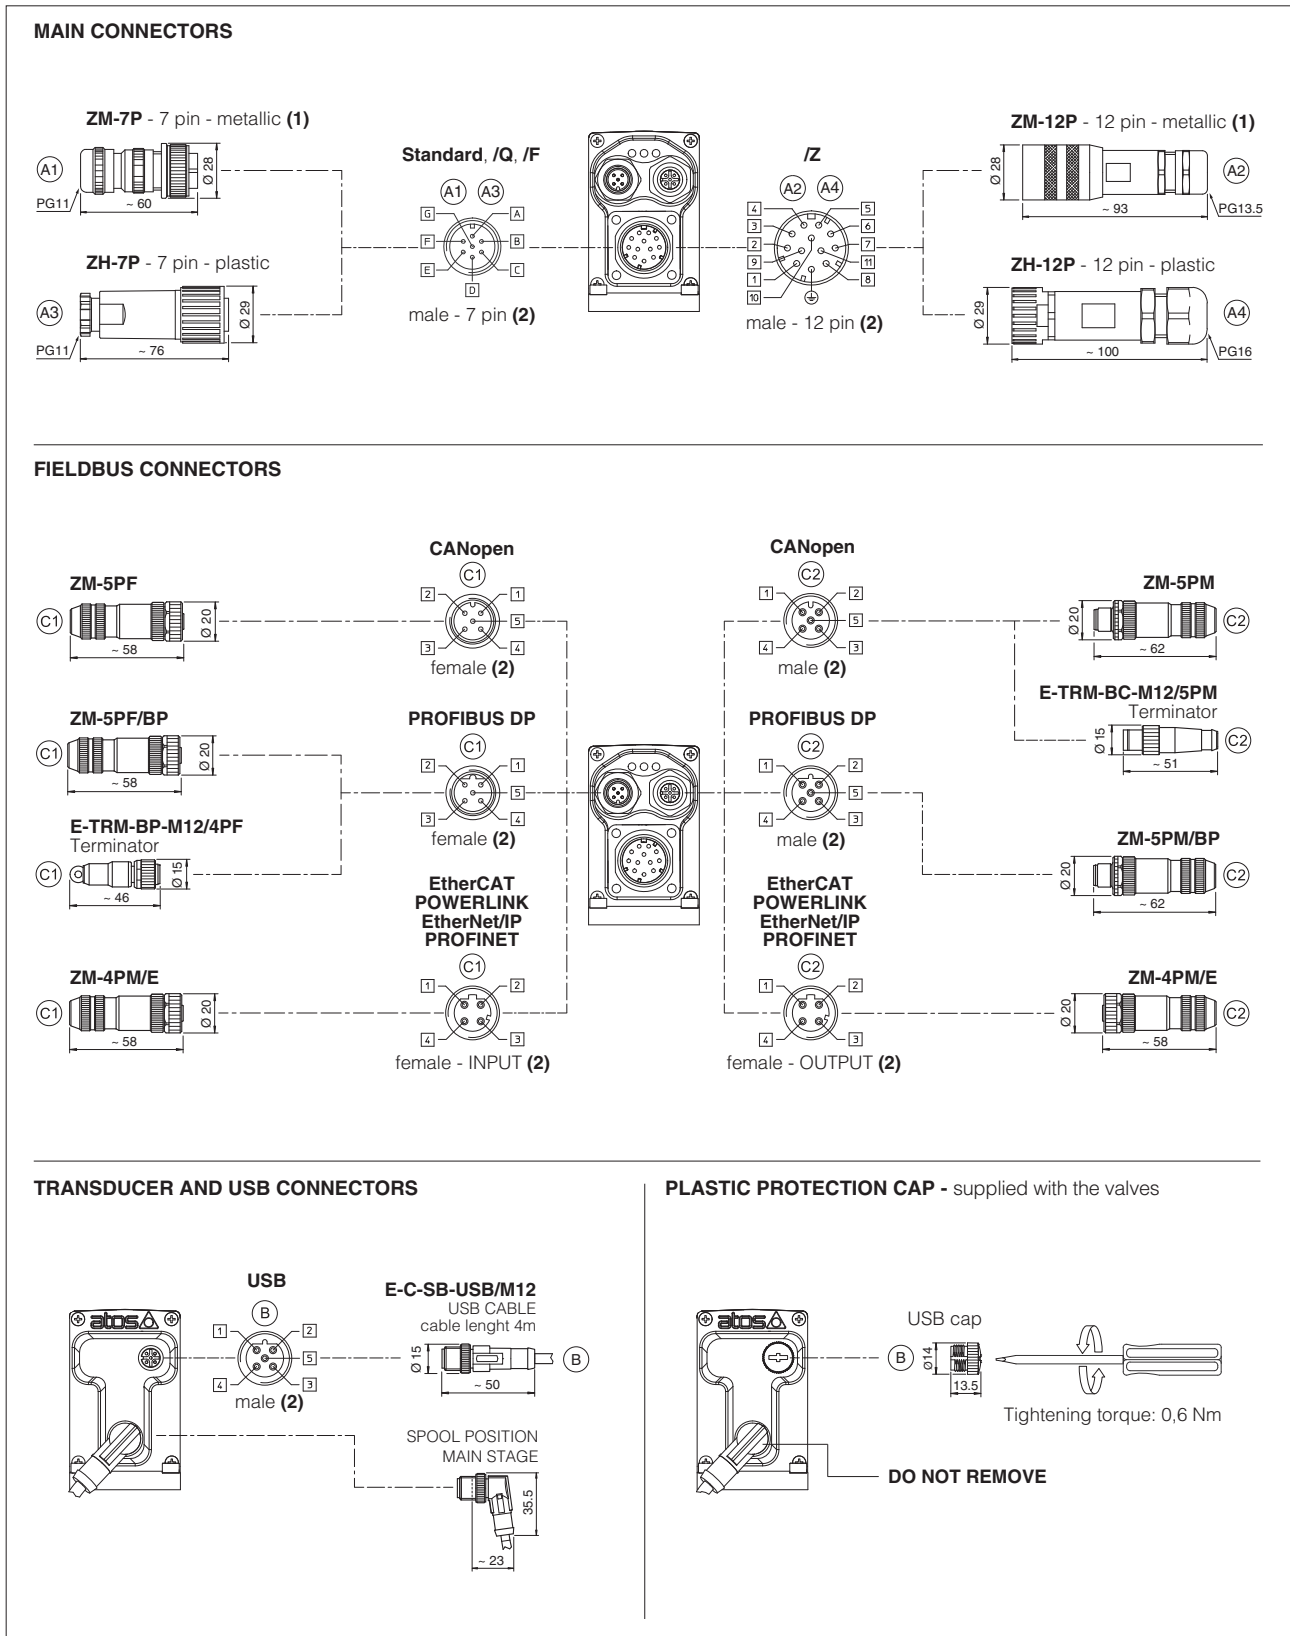 MAIN CONNECTORS
ZM-7P - 7 pin - metallic (1)
A1
PG11
~ 60
Ø 28
ZH-7P - 7 pin - plastic
A3
PG11
~ 76
Ø 29
Standard, /Q, /F
A1 A3
G A
F B
E C
D
male - 7 pin (2)
/Z
A2 A4
4 5
3 6
2 7
9 11
1 8
10
male - 12 pin (2)
ZM-12P - 12 pin - metallic (1)
Ø 28
A2
~ 93
PG13.5
ZH-12P - 12 pin - plastic
Ø 29
A4
~ 100
PG16
FIELDBUS CONNECTORS
ZM-5PF
C1
Ø 20
~ 58
CANopen
C1
2 1
5
3 4
female (2)
CANopen
C2
1 2
5
4 3
male (2)
ZM-5PM
Ø 20
C2
~ 62
E-TRM-BC-M12/5PM
Terminator
Ø 15
C2
~ 51
ZM-5PF/BP
C1
Ø 20
~ 58
E-TRM-BP-M12/4PF
Terminator
C1
Ø 15
~ 46
PROFIBUS DP
C1
2 1
5
3 4
female (2)
PROFIBUS DP
C2
1 2
5
4 3
male (2)
ZM-5PM/BP
Ø 20
C2
~ 62
ZM-4PM/E
C1
Ø 20
~ 58
EtherCAT
POWERLINK
EtherNet/IP
PROFINET
C1
1 2
4 3
female - INPUT (2)
EtherCAT
POWERLINK
EtherNet/IP
PROFINET
C2
1 2
4 3
female - OUTPUT (2)
ZM-4PM/E
Ø 20
C2
~ 58
TRANSDUCER AND USB CONNECTORS
atos
USB
B
1 2
5
4 3
male (2)
E-C-SB-USB/M12
USB CABLE
cable lenght 4m
Ø 15
B
~ 50
SPOOL POSITION
MAIN STAGE
35.5
~ 23
PLASTIC PROTECTION CAP - supplied with the valves
atos
USB cap
B
Ø14
13.5
Tightening torque: 0,6 Nm
DO NOT REMOVE